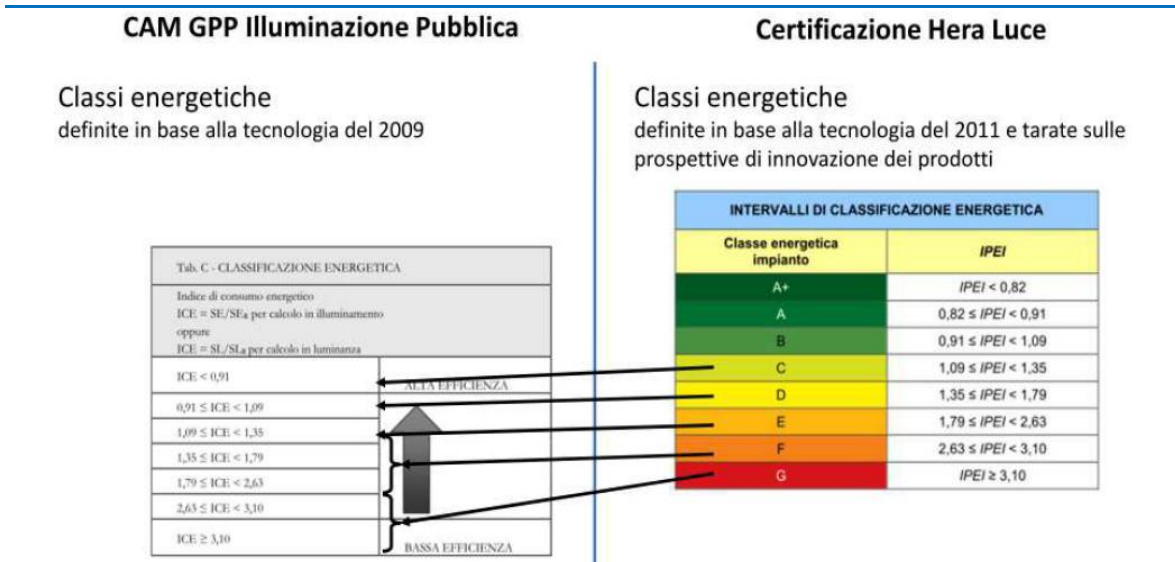 CAM GPP Illuminazione Pubblica
Classi energetiche
definite in base alla tecnologia del 2009
Tab. C - CLASSIFICAZIONE ENERGETICA
Indice di consumo energetico
ICE = SE/SEa per calcolo in illuminamento
oppure
ICE = SL/SLa per calcolo in luminanza
ICE < 0,91
ALTA EFFICIENZA
0,91 ≤ ICE < 1,09
1,09 ≤ ICE < 1,35
1,35 ≤ ICE < 1,79
1,79 ≤ ICE < 2,63
2,63 ≤ ICE < 3,10
ICE ≥ 3,10
BASSA EFFICIENZA
Certificazione Hera Luce
Classi energetiche
definite in base alla tecnologia del 2011 e tarate sulle
prospettive di innovazione dei prodotti
INTERVALLI DI CLASSIFICAZIONE ENERGETICA
Classe energetica
impianto
IPEI
A+ IPEI < 0,82
A 0,82 ≤ IPEI < 0,91
B 0,91 ≤ IPEI < 1,09
C 1,09 ≤ IPEI < 1,35
D 1,35 ≤ IPEI < 1,79
E 1,79 ≤ IPEI < 2,63
F 2,63 ≤ IPEI < 3,10
G IPEI ≥ 3,10